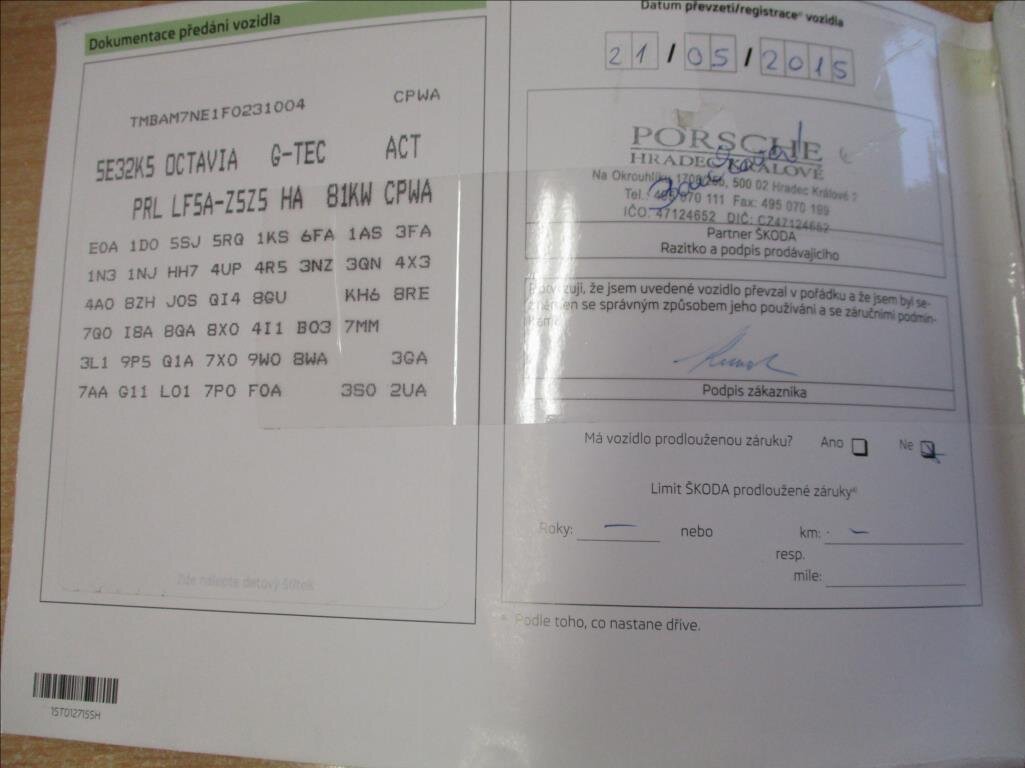 Dokumentace předání vozidla
TMBAM7NE1F0231004 CPWA
5E32K5 OCTAVIA G-TEC ACT
PRL LF5A-Z5Z5 HA 81KW CPWA
E0A 1D0 5SJ 5RQ 1KS 6FA 1AS 3FA
1N3 1NJ HH7 4UP 4R5 3NZ 3QN 4X3
4A0 8ZH J0S QI4 8GU KH6 8RE
7Q0 I8A 8QA 8X0 4I1 B03 7MM
3L1 9P5 Q1A 7X0 9W0 8WA 3GA
7AA G11 L01 7P0 F0A 3S0 2UA
Zde nalepte datový štítek
1ST012715SH
Datum převzetí/registrace vozidla
21/05/2015
PORSCHE
HRADEC KRÁLOVÉ
Na Okrouhlíku 500 02 Hradec Králové 2
Tel.: 495 070 111 Fax: 495 070 199
IČO: 47124652 DIČ: CZ47124652
Partner ŠKODA
Razítko a podpis prodávajícího
Potvrzuji, že jsem uvedené vozidlo převzal v pořádku a že jsem byl se-
známen se správným způsobem jeho používání a se záručními podmín-
kami.
Podpis zákazníka
Má vozidlo prodlouženou záruku? Ano Ne
Limit ŠKODA prodloužené záruky*)
Roky: — nebo km: —
resp.
míle:
Podle toho, co nastane dříve.